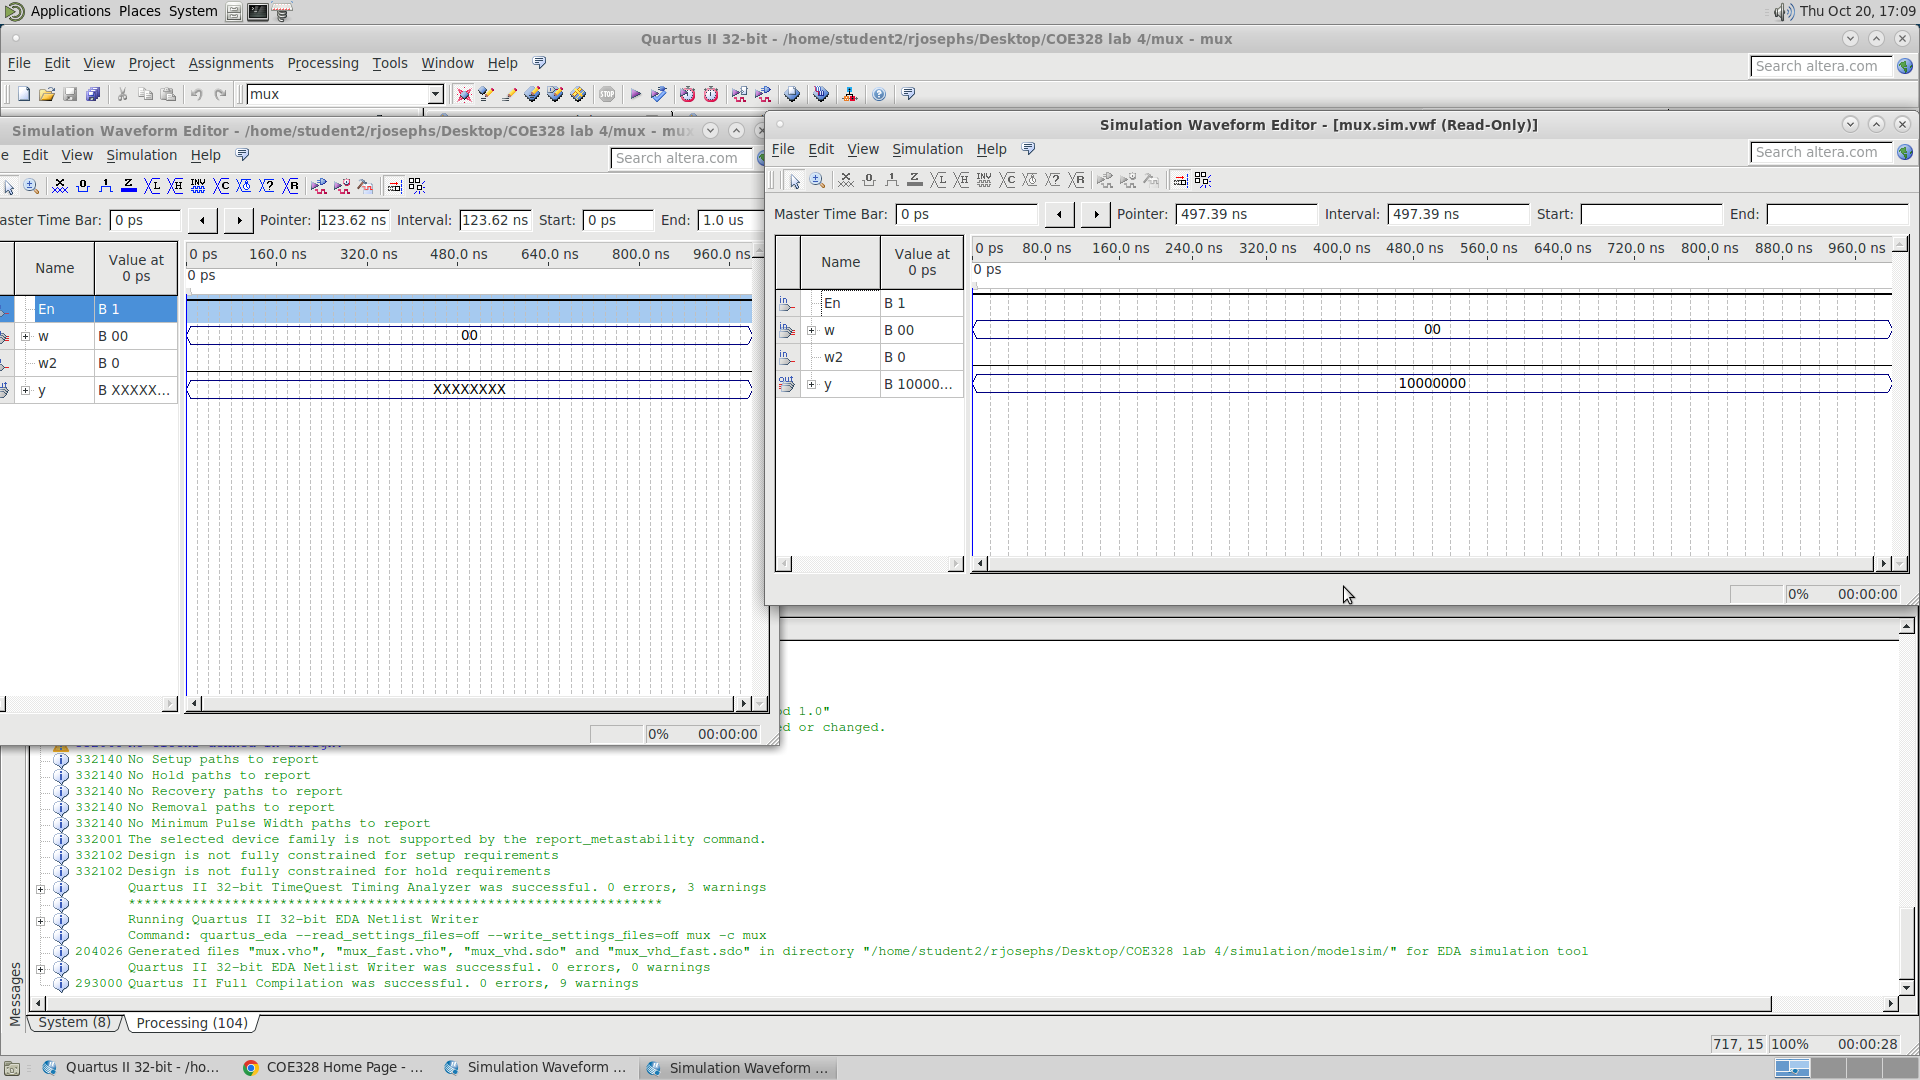 Applications Places System
Thu Oct 20, 17:09
Quartus II 32-bit - /home/student2/rjosephs/Desktop/COE328 lab 4/mux - mux
File Edit View Project Assignments Processing Tools Window Help
Search altera.com
mux
Simulation Waveform Editor - /home/student2/rjosephs/Desktop/COE328 lab 4/mux - mux
e Edit View Simulation Help
Search altera.com
aster Time Bar: 0 ps Pointer: 123.62 ns Interval: 123.62 ns Start: 0 ps End: 1.0 us
Name Value at 0 ps
0 ps 160.0 ns 320.0 ns 480.0 ns 640.0 ns 800.0 ns 960.0 ns
0 ps
En B 1
w B 00 00
w2 B 0
y B XXXXX... XXXXXXXX
0% 00:00:00
Simulation Waveform Editor - [mux.sim.vwf (Read-Only)]
File Edit View Simulation Help
Search altera.com
Master Time Bar: 0 ps Pointer: 497.39 ns Interval: 497.39 ns Start: End:
Name Value at 0 ps
0 ps 80.0 ns 160.0 ns 240.0 ns 320.0 ns 400.0 ns 480.0 ns 560.0 ns 640.0 ns 720.0 ns 800.0 ns 880.0 ns 960.0 ns
0 ps
En B 1
w B 00 00
w2 B 0
y B 10000... 10000000
0% 00:00:00
d 1.0"
d or changed.
332140 No Setup paths to report
332140 No Hold paths to report
332140 No Recovery paths to report
332140 No Removal paths to report
332140 No Minimum Pulse Width paths to report
332001 The selected device family is not supported by the report_metastability command.
332102 Design is not fully constrained for setup requirements
332102 Design is not fully constrained for hold requirements
Quartus II 32-bit TimeQuest Timing Analyzer was successful. 0 errors, 3 warnings
*******************************************************************
Running Quartus II 32-bit EDA Netlist Writer
Command: quartus_eda --read_settings_files=off --write_settings_files=off mux -c mux
204026 Generated files "mux.vho", "mux_fast.vho", "mux_vhd.sdo" and "mux_vhd_fast.sdo" in directory "/home/student2/rjosephs/Desktop/COE328 lab 4/simulation/modelsim/" for EDA simulation tool
Quartus II 32-bit EDA Netlist Writer was successful. 0 errors, 0 warnings
293000 Quartus II Full Compilation was successful. 0 errors, 9 warnings
Messages
System (8) Processing (104)
717, 15 100% 00:00:28
Quartus II 32-bit - /ho... COE328 Home Page - ... Simulation Waveform ... Simulation Waveform ...